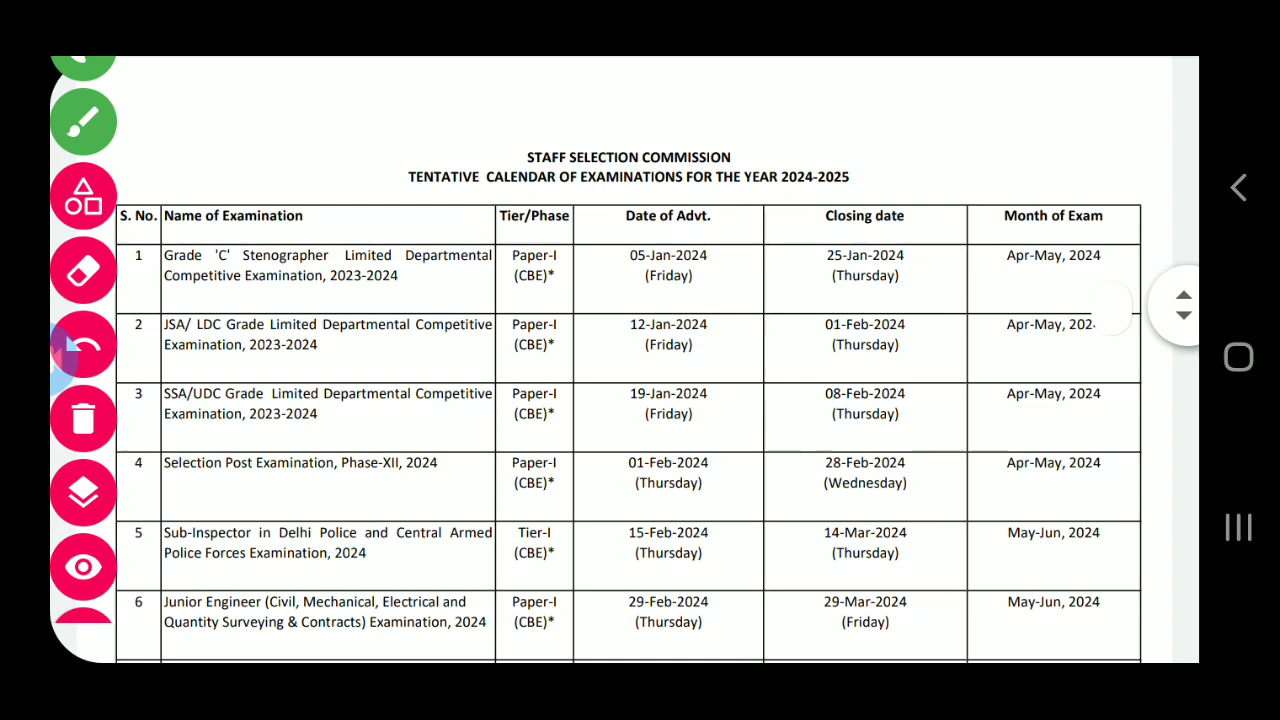 STAFF SELECTION COMMISSION
TENTATIVE CALENDAR OF EXAMINATIONS FOR THE YEAR 2024-2025
S. No. Name of Examination Tier/Phase Date of Advt. Closing date Month of Exam
1 Grade 'C' Stenographer Limited Departmental Paper-I 05-Jan-2024 25-Jan-2024 Apr-May, 2024
Competitive Examination, 2023-2024 (CBE)* (Friday) (Thursday)
2 JSA/ LDC Grade Limited Departmental Competitive Paper-I 12-Jan-2024 01-Feb-2024 Apr-May, 202
Examination, 2023-2024 (CBE)* (Friday) (Thursday)
3 SSA/UDC Grade Limited Departmental Competitive Paper-I 19-Jan-2024 08-Feb-2024 Apr-May, 2024
Examination, 2023-2024 (CBE)* (Friday) (Thursday)
4 Selection Post Examination, Phase-XII, 2024 Paper-I 01-Feb-2024 28-Feb-2024 Apr-May, 2024
(CBE)* (Thursday) (Wednesday)
5 Sub-Inspector in Delhi Police and Central Armed Tier-I 15-Feb-2024 14-Mar-2024 May-Jun, 2024
Police Forces Examination, 2024 (CBE)* (Thursday) (Thursday)
6 Junior Engineer (Civil, Mechanical, Electrical and Paper-I 29-Feb-2024 29-Mar-2024 May-Jun, 2024
Quantity Surveying & Contracts) Examination, 2024 (CBE)* (Thursday) (Friday)